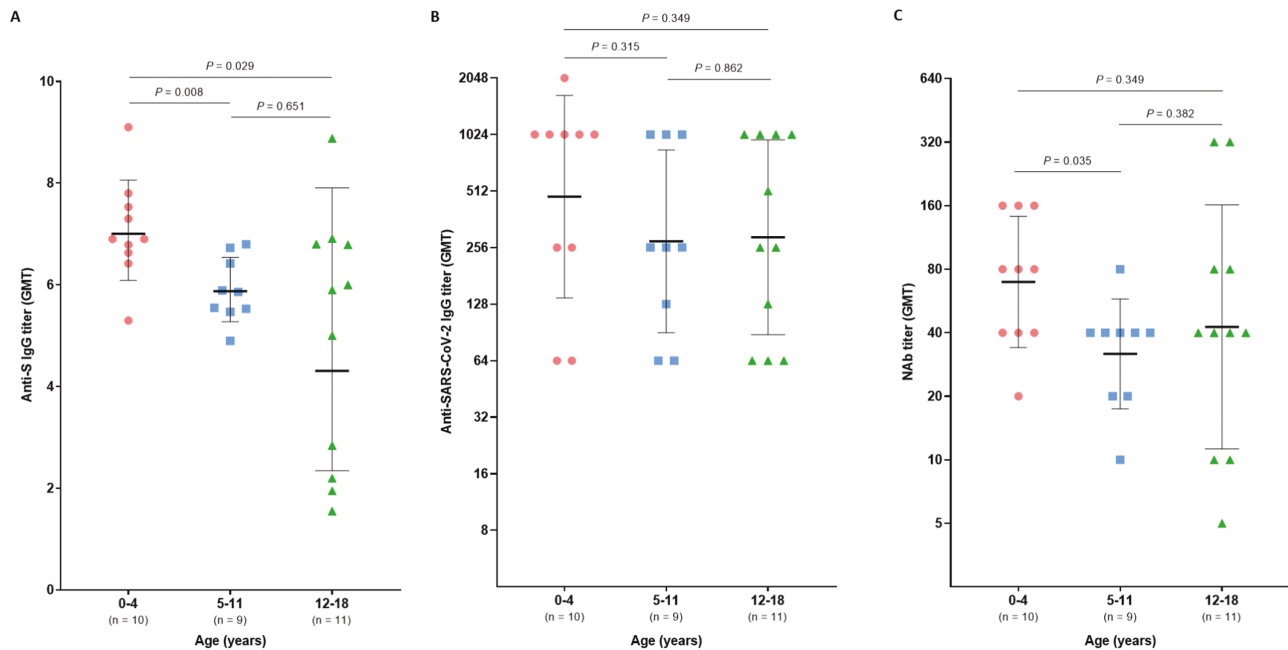 A
P = 0.029
P = 0.008
P = 0.651
10
8
6
4
2
0
Anti-S IgG titer (GMT)
0-4
5-11
12-18
(n = 10)
(n = 9)
(n = 11)
Age (years)
B
P = 0.349
P = 0.315
P = 0.862
2048
1024
512
256
128
64
32
16
8
Anti-SARS-CoV-2 IgG titer (GMT)
0-4
5-11
12-18
(n = 10)
(n = 9)
(n = 11)
Age (years)
C
P = 0.349
P = 0.382
P = 0.035
640
320
160
80
40
20
10
5
NAb titer (GMT)
0-4
5-11
12-18
(n = 10)
(n = 9)
(n = 11)
Age (years)